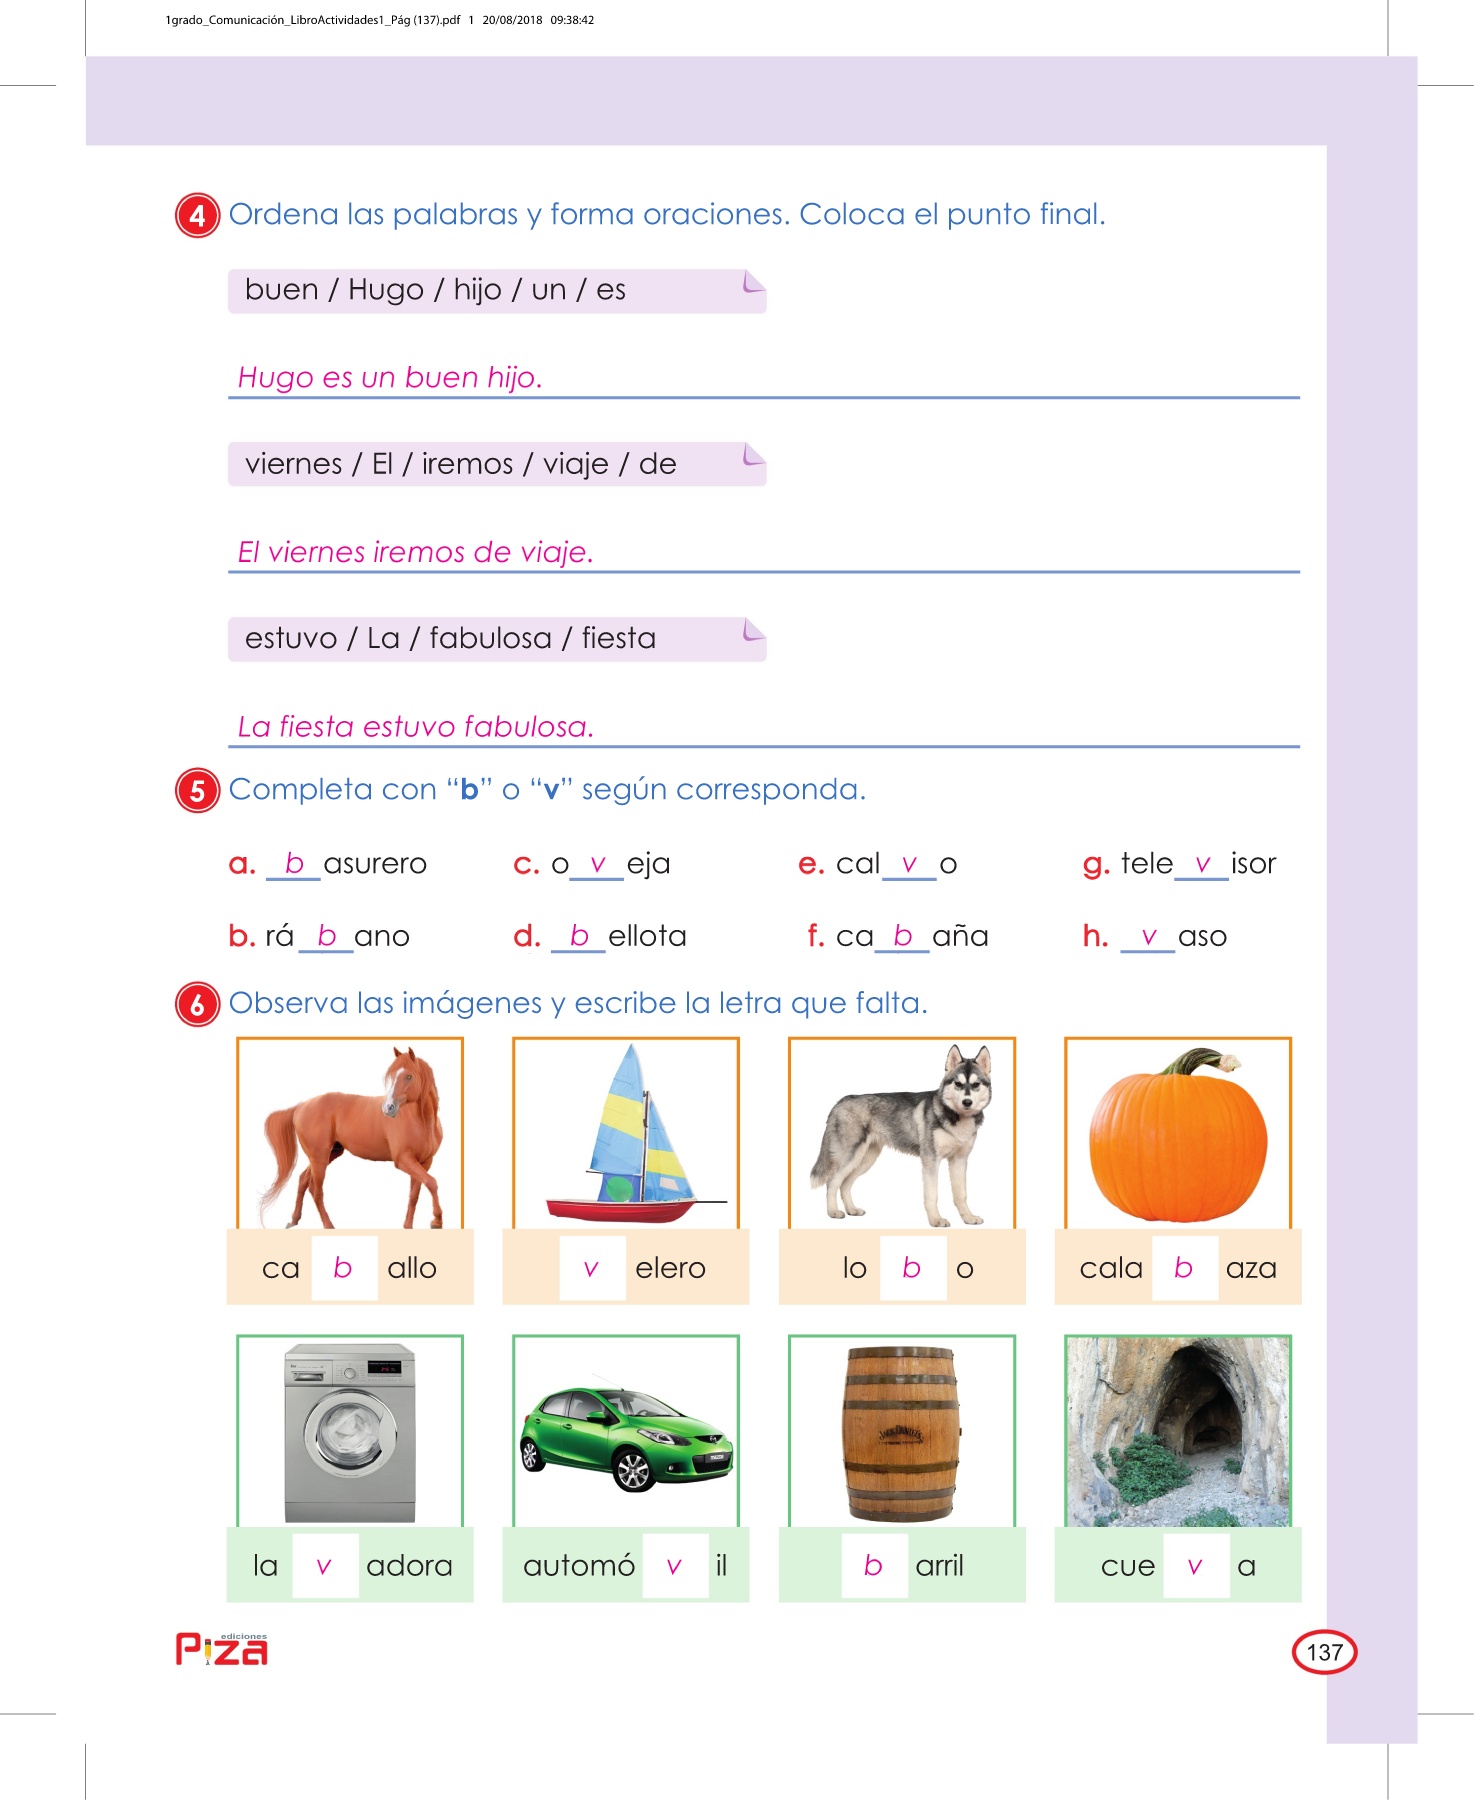 1grado_Comunicación_LibroActividades1_Pág (137).pdf 1 20/08/2018 09:38:42
4 Ordena las palabras y forma oraciones. Coloca el punto final.
buen / Hugo / hijo / un / es
Hugo es un buen hijo.
viernes / El / iremos / viaje / de
El viernes iremos de viaje.
estuvo / La / fabulosa / fiesta
La fiesta estuvo fabulosa.
5 Completa con “b” o “v” según corresponda.
a. b asurero c. o v eja e. cal v o g. tele v isor
b. rá b ano d. b ellota f. ca b aña h. v aso
6 Observa las imágenes y escribe la letra que falta.
ca b allo v elero lo b o cala b aza
JACK DANIEL'S
la v adora automó v il b arril cue v a
ediciones
Piza
137